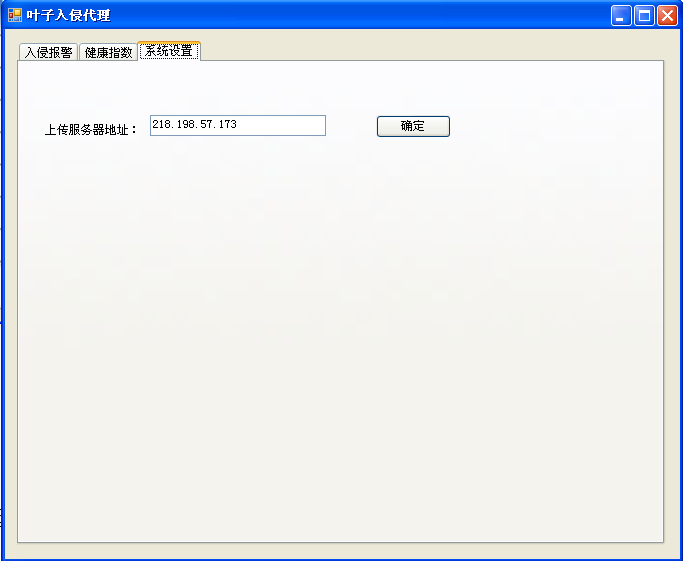 叶子入侵代理
入侵报警 健康指数 系统设置
上传服务器地址： 218.198.57.173 确定